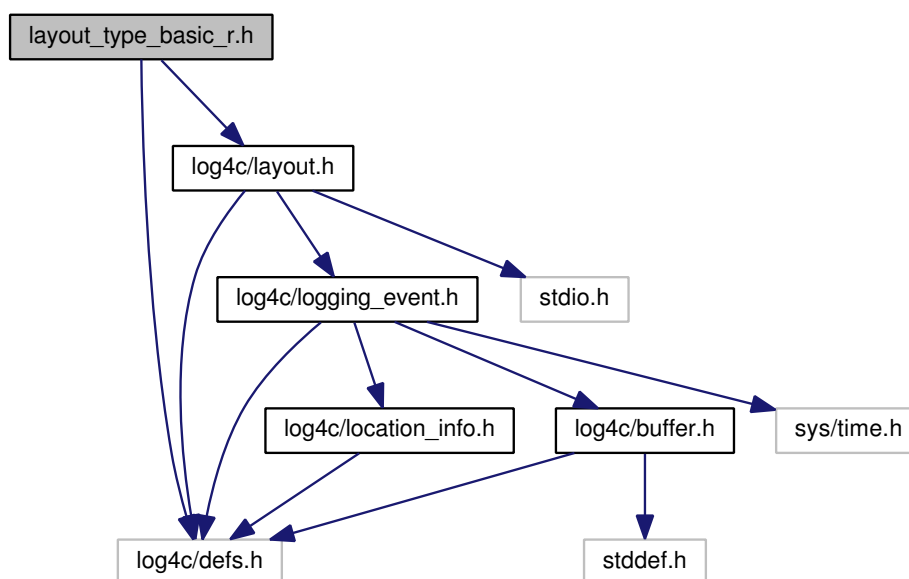 layout_type_basic_r.h
log4c/layout.h
log4c/logging_event.h
stdio.h
log4c/location_info.h
log4c/buffer.h
sys/time.h
log4c/defs.h
stddef.h